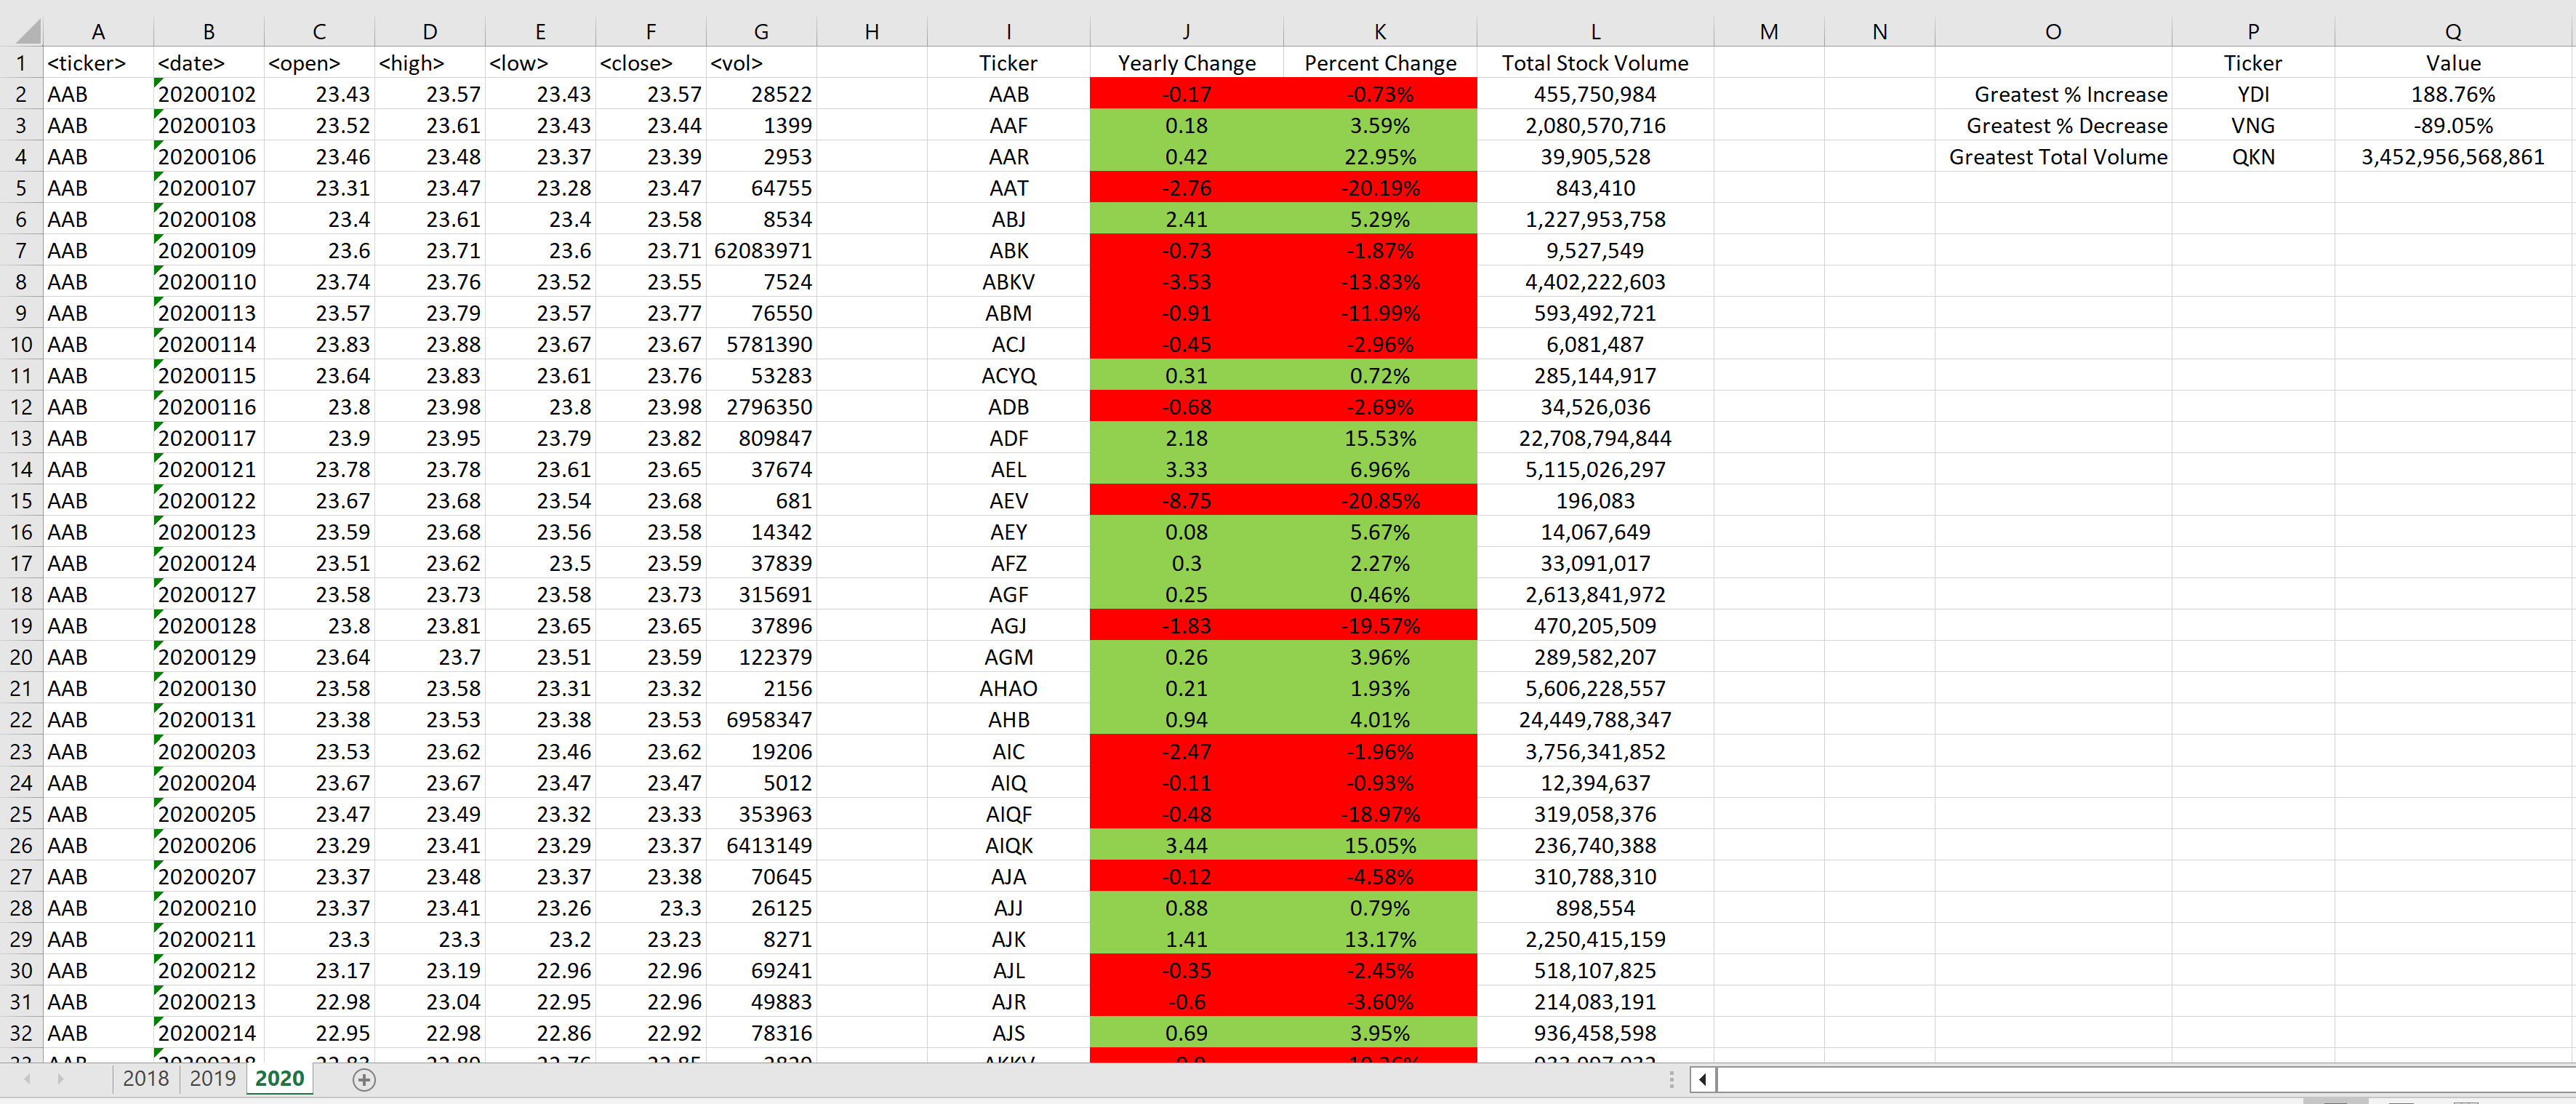 A B C D E F G H I J K L M N O P Q
1 <ticker> <date> <open> <high> <low> <close> <vol> Ticker Yearly Change Percent Change Total Stock Volume Ticker Value
2 AAB 20200102 23.43 23.57 23.43 23.57 28522 AAB -0.17 -0.73% 455,750,984 Greatest % Increase YDI 188.76%
3 AAB 20200103 23.52 23.61 23.43 23.44 1399 AAF 0.18 3.59% 2,080,570,716 Greatest % Decrease VNG -89.05%
4 AAB 20200106 23.46 23.48 23.37 23.39 2953 AAR 0.42 22.95% 39,905,528 Greatest Total Volume QKN 3,452,956,568,861
5 AAB 20200107 23.31 23.47 23.28 23.47 64755 AAT -2.76 -20.19% 843,410
6 AAB 20200108 23.4 23.61 23.4 23.58 8534 ABJ 2.41 5.29% 1,227,953,758
7 AAB 20200109 23.6 23.71 23.6 23.71 62083971 ABK -0.73 -1.87% 9,527,549
8 AAB 20200110 23.74 23.76 23.52 23.55 7524 ABKV -3.53 -13.83% 4,402,222,603
9 AAB 20200113 23.57 23.79 23.57 23.77 76550 ABM -0.91 -11.99% 593,492,721
10 AAB 20200114 23.83 23.88 23.67 23.67 5781390 ACJ -0.45 -2.96% 6,081,487
11 AAB 20200115 23.64 23.83 23.61 23.76 53283 ACYQ 0.31 0.72% 285,144,917
12 AAB 20200116 23.8 23.98 23.8 23.98 2796350 ADB -0.68 -2.69% 34,526,036
13 AAB 20200117 23.9 23.95 23.79 23.82 809847 ADF 2.18 15.53% 22,708,794,844
14 AAB 20200121 23.78 23.78 23.61 23.65 37674 AEL 3.33 6.96% 5,115,026,297
15 AAB 20200122 23.67 23.68 23.54 23.68 681 AEV -8.75 -20.85% 196,083
16 AAB 20200123 23.59 23.68 23.56 23.58 14342 AEY 0.08 5.67% 14,067,649
17 AAB 20200124 23.51 23.62 23.5 23.59 37839 AFZ 0.3 2.27% 33,091,017
18 AAB 20200127 23.58 23.73 23.58 23.73 315691 AGF 0.25 0.46% 2,613,841,972
19 AAB 20200128 23.8 23.81 23.65 23.65 37896 AGJ -1.83 -19.57% 470,205,509
20 AAB 20200129 23.64 23.7 23.51 23.59 122379 AGM 0.26 3.96% 289,582,207
21 AAB 20200130 23.58 23.58 23.31 23.32 2156 AHAO 0.21 1.93% 5,606,228,557
22 AAB 20200131 23.38 23.53 23.38 23.53 6958347 AHB 0.94 4.01% 24,449,788,347
23 AAB 20200203 23.53 23.62 23.46 23.62 19206 AIC -2.47 -1.96% 3,756,341,852
24 AAB 20200204 23.67 23.67 23.47 23.47 5012 AIQ -0.11 -0.93% 12,394,637
25 AAB 20200205 23.47 23.49 23.32 23.33 353963 AIQF -0.48 -18.97% 319,058,376
26 AAB 20200206 23.29 23.41 23.29 23.37 6413149 AIQK 3.44 15.05% 236,740,388
27 AAB 20200207 23.37 23.48 23.37 23.38 70645 AJA -0.12 -4.58% 310,788,310
28 AAB 20200210 23.37 23.41 23.26 23.3 26125 AJJ 0.88 0.79% 898,554
29 AAB 20200211 23.3 23.3 23.2 23.23 8271 AJK 1.41 13.17% 2,250,415,159
30 AAB 20200212 23.17 23.19 22.96 22.96 69241 AJL -0.35 -2.45% 518,107,825
31 AAB 20200213 22.98 23.04 22.95 22.96 49883 AJR -0.6 -3.60% 214,083,191
32 AAB 20200214 22.95 22.98 22.86 22.92 78316 AJS 0.69 3.95% 936,458,598
2018 2019 2020